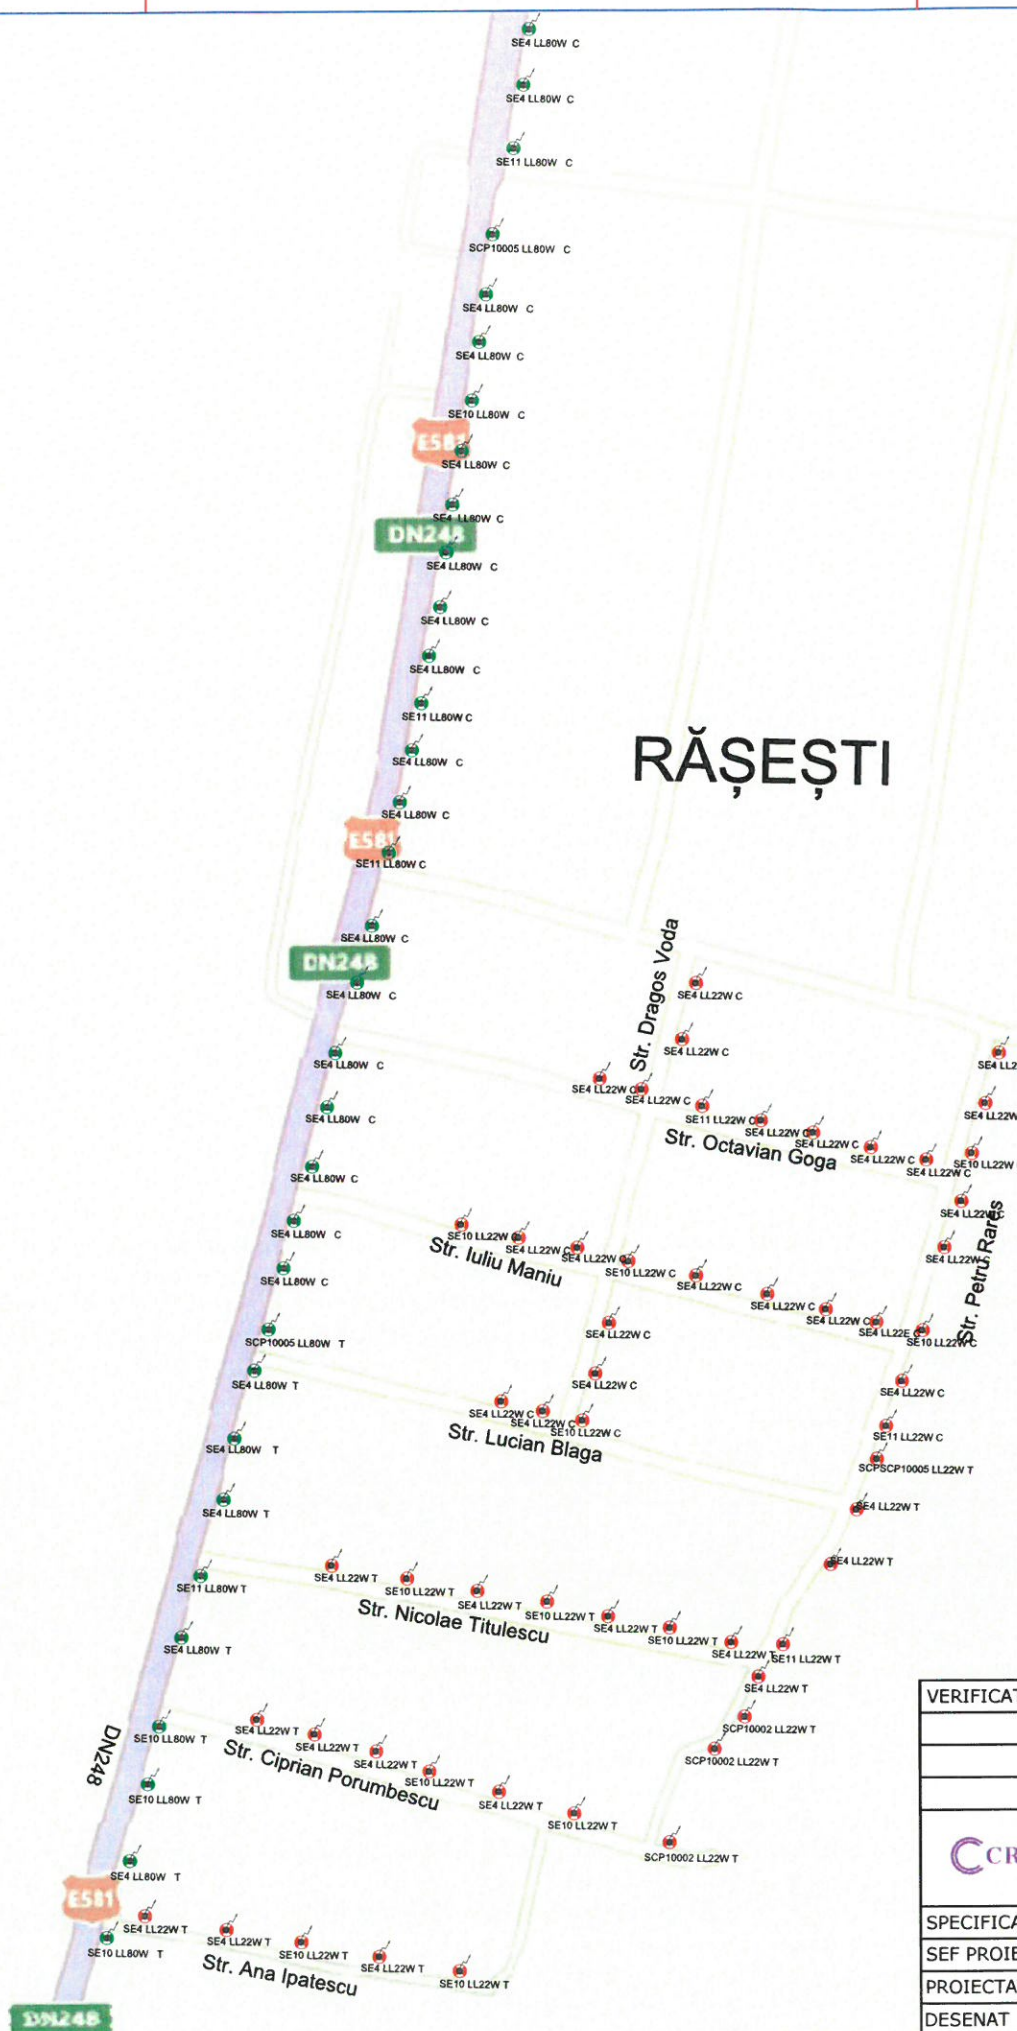 SE4 LL80W C
SE4 LL80W C
SE11 LL80W C
SCP10005 LL80W C
SE4 LL80W C
SE4 LL80W C
SE10 LL80W C
E581
SE4 LL80W C
SE4 LL80W C
DN248
SE4 LL80W C
SE4 LL80W C
SE4 LL80W C
SE11 LL80W C
RĂȘEȘTI
SE4 LL80W C
SE4 LL80W C
E581
SE11 LL80W C
SE4 LL80W C
DN248
SE4 LL80W C
Str. Dragos Voda
SE4 LL22W C
SE4 LL22W C
SE4 LL80W C
SE4 LL2
SE4 LL22W C
SE4 LL22W C
SE11 LL22W C
SE4 LL22W C
SE4 LL22W C
SE4 LL22W C
SE4 LL22W C
SE4 LL22W
SE10 LL22W
Str. Octavian Goga
SE4 LL80W C
SE4 LL80W C
SE4 LL22W C
SE4 LL22W C
Str. Petru Rares
SE4 LL80W C
SE10 LL22W C
SE4 LL22W C
SE4 LL22W C
SE10 LL22W C
SE4 LL22W C
SE4 LL22W C
SE4 LL22W C
SE4 LL22E C
SE10 LL22W C
Str. Iuliu Maniu
SE4 LL80W C
SE4 LL22W C
SCP10005 LL80W T
SE4 LL80W T
SE4 LL22W C
SE4 LL22W C
SE4 LL22W C
SE4 LL22W C
SE10 LL22W C
SE11 LL22W C
Str. Lucian Blaga
SE4 LL80W T
SCPSCP10005 LL22W T
SE4 LL80W T
SE4 LL22W T
SE4 LL22W T
SE11 LL80W T
SE4 LL22W T
SE10 LL22W T
SE4 LL22W T
SE10 LL22W T
SE4 LL22W T
SE10 LL22W T
SE4 LL22W T
SE11 LL22W T
Str. Nicolae Titulescu
SE4 LL80W T
SE4 LL22W T
SCP10002 LL22W T
SCP10002 LL22W T
SE10 LL80W T
SE4 LL22W T
SE4 LL22W T
SE4 LL22W T
SE10 LL22W T
SE4 LL22W T
SE10 LL22W T
SCP10002 LL22W T
Str. Ciprian Porumbescu
DN248
SE10 LL80W T
SE4 LL80W T
E581
SE4 LL22W T
SE4 LL22W T
SE10 LL22W T
SE4 LL22W T
SE10 LL22W T
SE10 LL80W T
Str. Ana Ipatescu
DN248
VERIFICAT
CR
SPECIFICA
SEF PROIE
PROIECTA
DESENAT